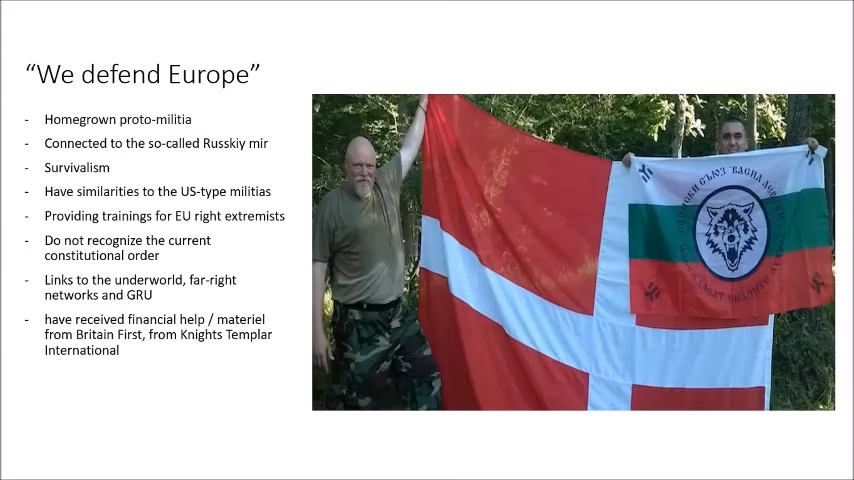 “We defend Europe”
- Homegrown proto-militia
- Connected to the so-called Russkiy mir
- Survivalism
- Have similarities to the US-type militias
- Providing trainings for EU right extremists
- Do not recognize the current
constitutional order
- Links to the underworld, far-right
networks and GRU
- have received financial help / materiel
from Britain First, from Knights Templar
International
СЪЮЗ